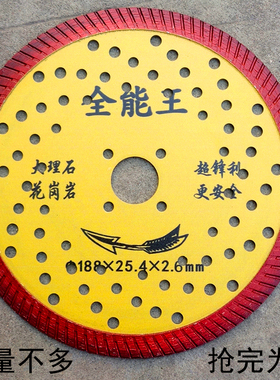 全能王
大理石
花岗岩
超锋利
更安全
188×25.4×2.6mm
量不多
抢完为